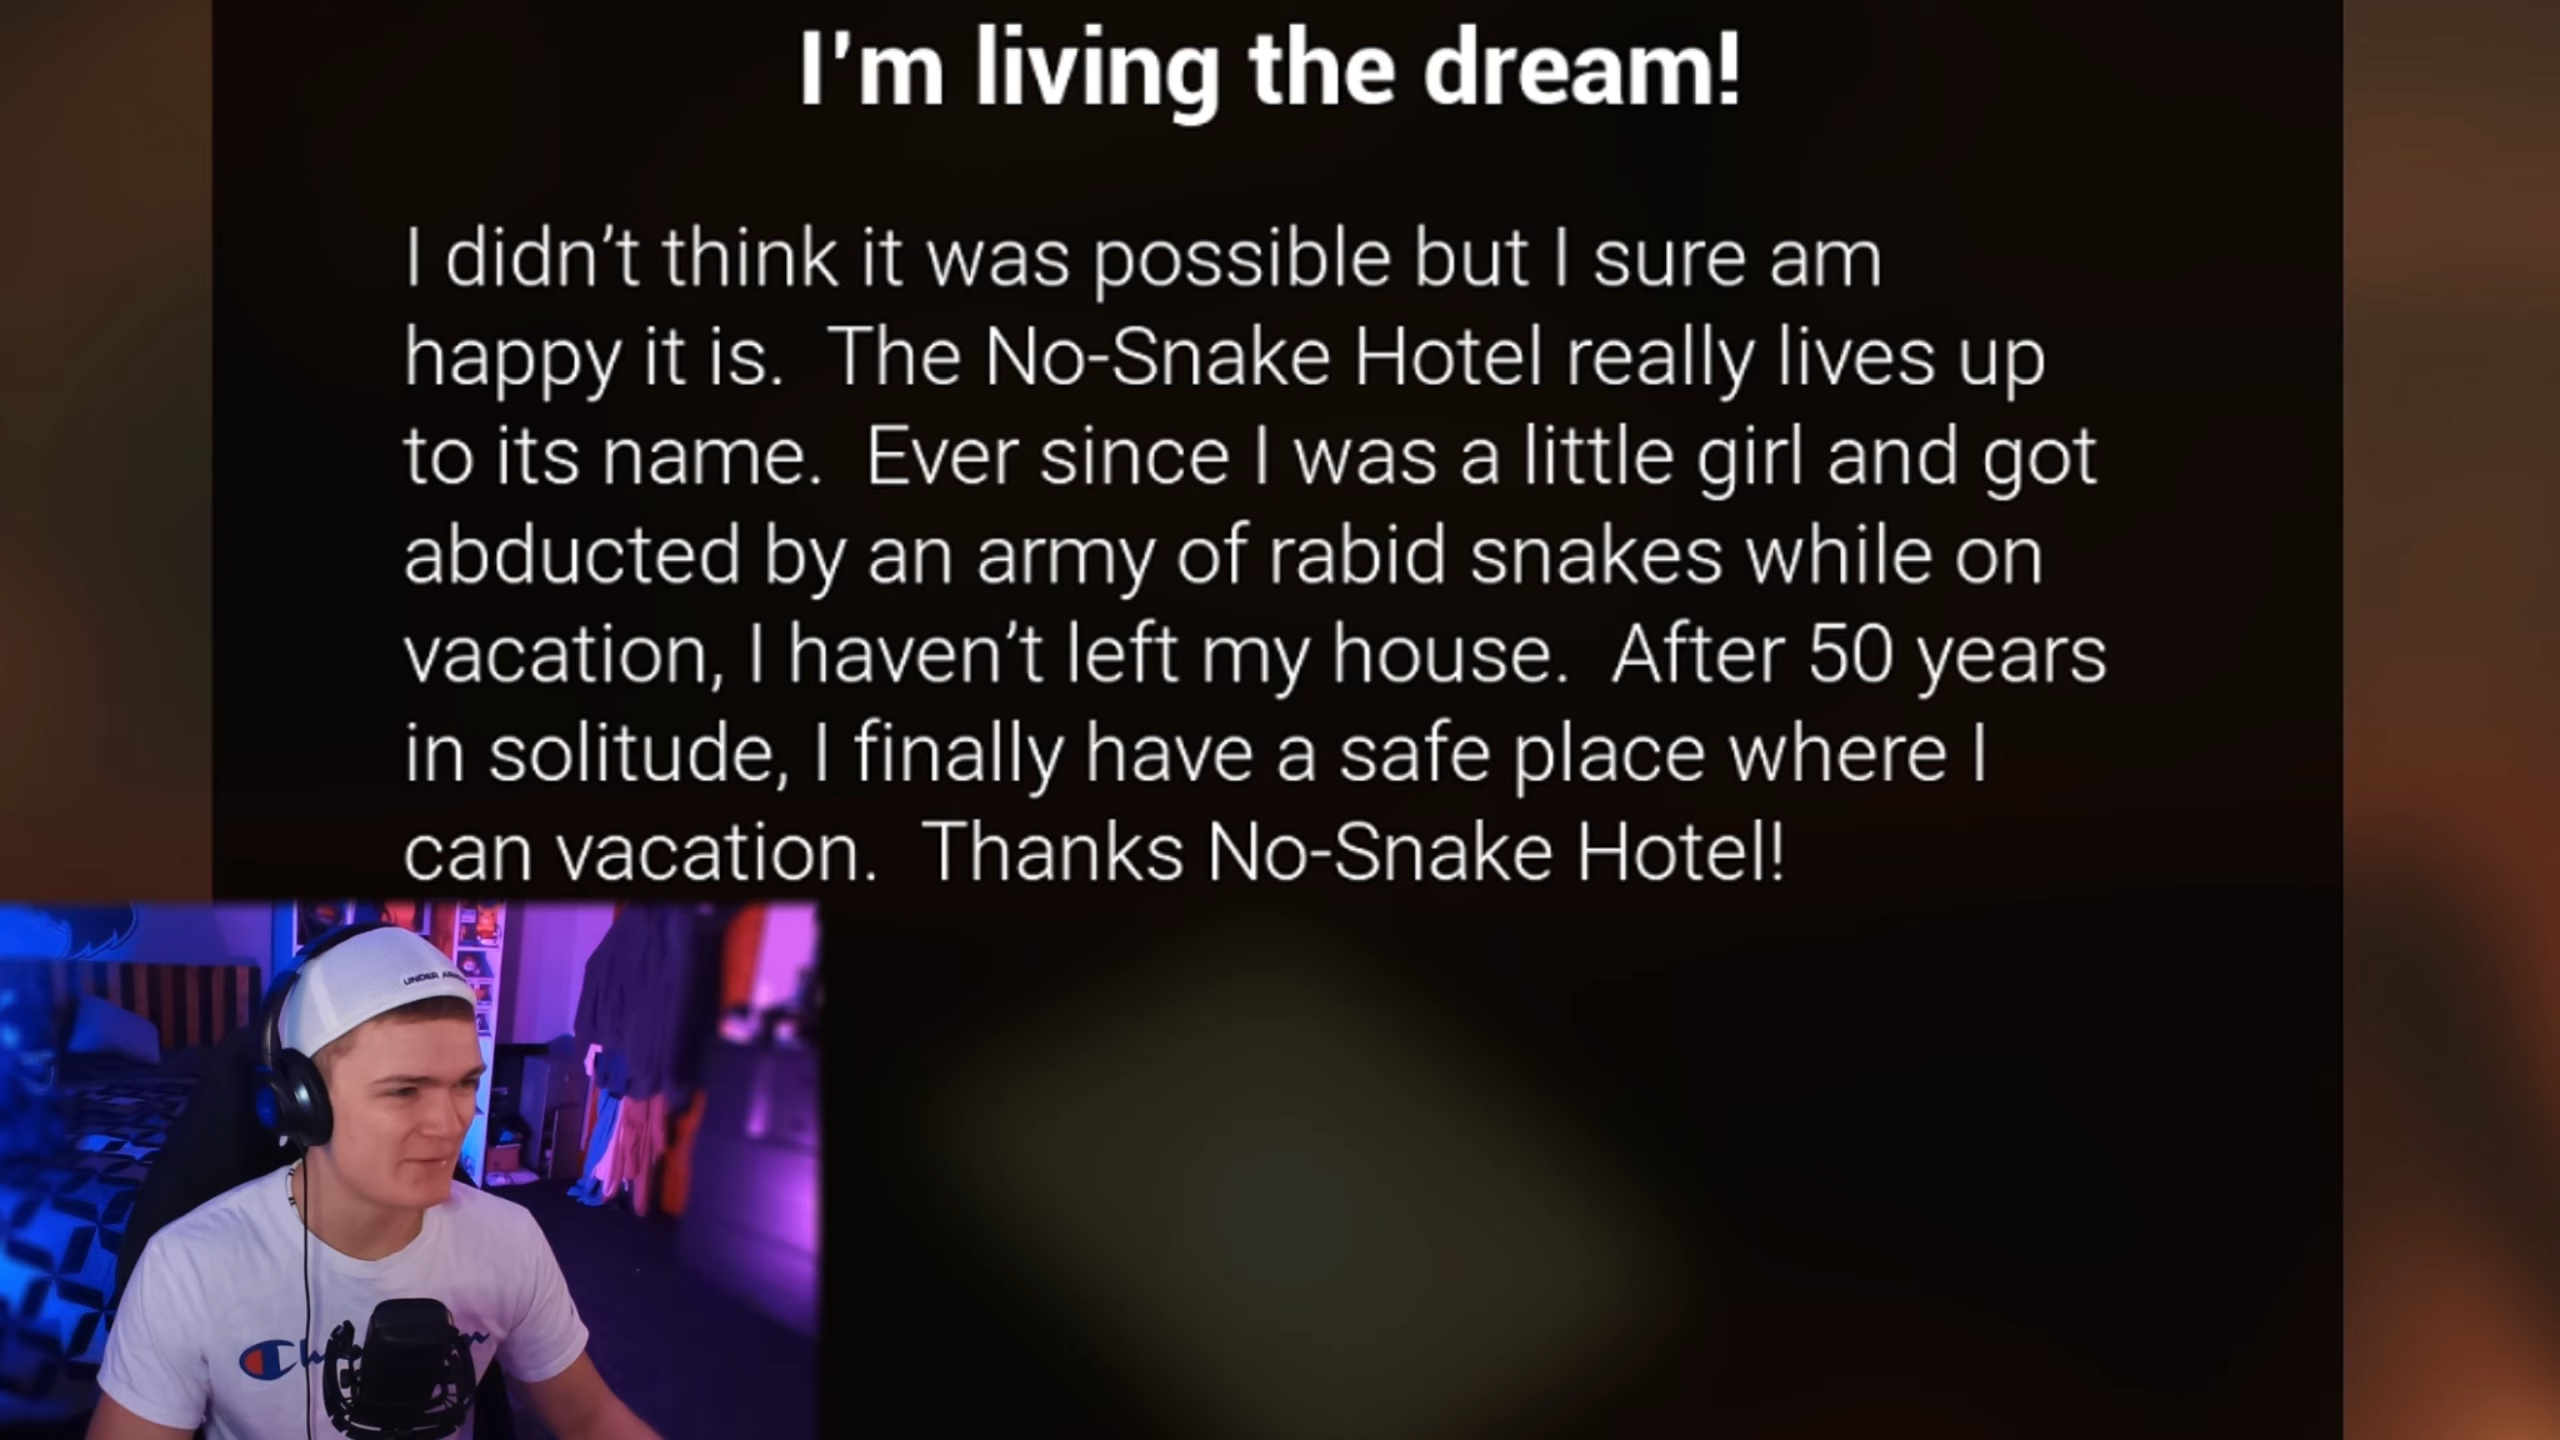 I'm living the dream!
I didn't think it was possible but I sure am
happy it is.  The No-Snake Hotel really lives up
to its name.  Ever since I was a little girl and got
abducted by an army of rabid snakes while on
vacation, I haven't left my house.  After 50 years
in solitude, I finally have a safe place where I
can vacation.  Thanks No-Snake Hotel!
UNDER